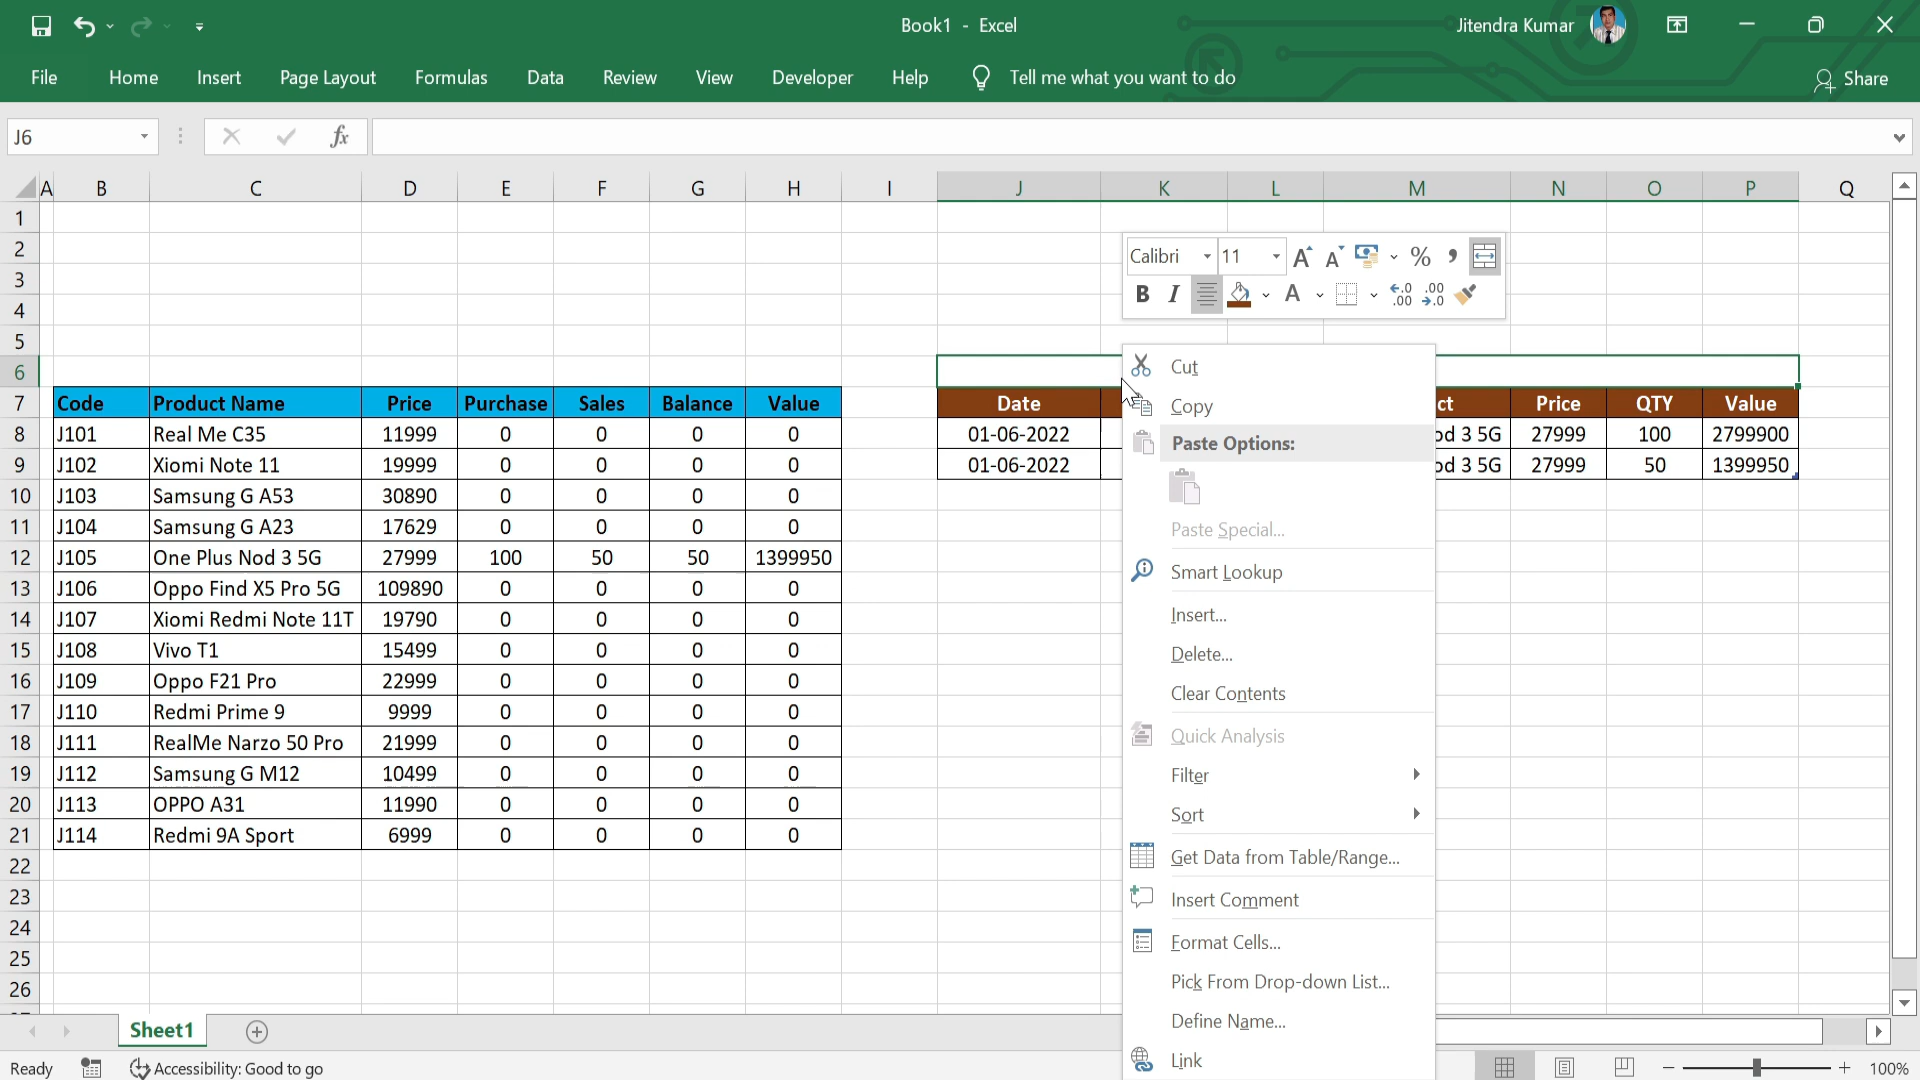 Book1 - Excel
Jitendra Kumar
File Home Insert Page Layout Formulas Data Review View Developer Help Tell me what you want to do Share
J6 fx
A B C D E F G H I J K L M N O P Q
1
2
Calibri 11 A A % ,
B I A ←.0 .00 .00 →.0
3
4
5
6
7 Code Product Name Price Purchase Sales Balance Value Date ct Price QTY Value
8 J101 Real Me C35 11999 0 0 0 0 01-06-2022 od 3 5G 27999 100 2799900
9 J102 Xiomi Note 11 19999 0 0 0 0 01-06-2022 od 3 5G 27999 50 1399950
10 J103 Samsung G A53 30890 0 0 0 0
11 J104 Samsung G A23 17629 0 0 0 0
12 J105 One Plus Nod 3 5G 27999 100 50 50 1399950
13 J106 Oppo Find X5 Pro 5G 109890 0 0 0 0
14 J107 Xiomi Redmi Note 11T 19790 0 0 0 0
15 J108 Vivo T1 15499 0 0 0 0
16 J109 Oppo F21 Pro 22999 0 0 0 0
17 J110 Redmi Prime 9 9999 0 0 0 0
18 J111 RealMe Narzo 50 Pro 21999 0 0 0 0
19 J112 Samsung G M12 10499 0 0 0 0
20 J113 OPPO A31 11990 0 0 0 0
21 J114 Redmi 9A Sport 6999 0 0 0 0
22
23
24
25
26
Cut
Copy
Paste Options:
Paste Special...
Smart Lookup
Insert...
Delete...
Clear Contents
Quick Analysis
Filter
Sort
Get Data from Table/Range...
Insert Comment
Format Cells...
Pick From Drop-down List...
Define Name...
Link
Sheet1
Ready Accessibility: Good to go 100%